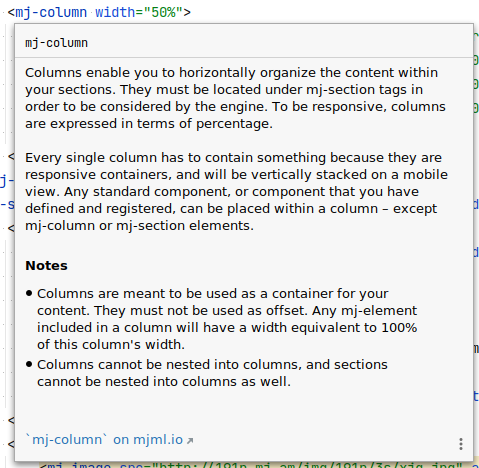 <mj-column width="50%">
mj-column
Columns enable you to horizontally organize the content within
your sections. They must be located under mj-section tags in
order to be considered by the engine. To be responsive, columns
are expressed in terms of percentage.
Every single column has to contain something because they are
responsive containers, and will be vertically stacked on a mobile
view. Any standard component, or component that you have
defined and registered, can be placed within a column – except
mj-column or mj-section elements.
Notes
• Columns are meant to be used as a container for your
content. They must not be used as offset. Any mj-element
included in a column will have a width equivalent to 100%
of this column's width.
• Columns cannot be nested into columns, and sections
cannot be nested into columns as well.
`mj-column` on mjml.io